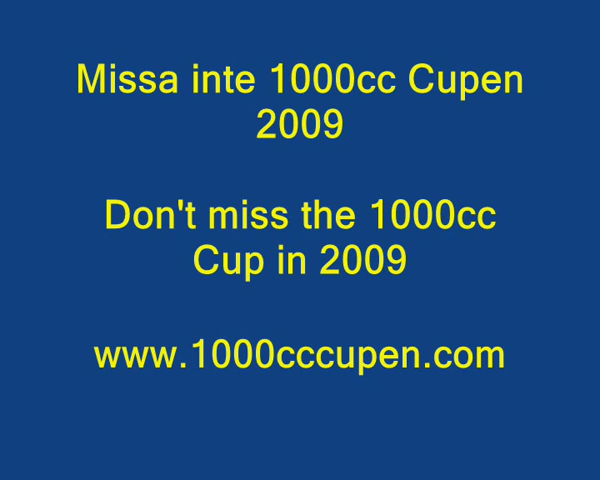 Missa inte 1000cc Cupen
2009
Don't miss the 1000cc
Cup in 2009
www.1000cccupen.com